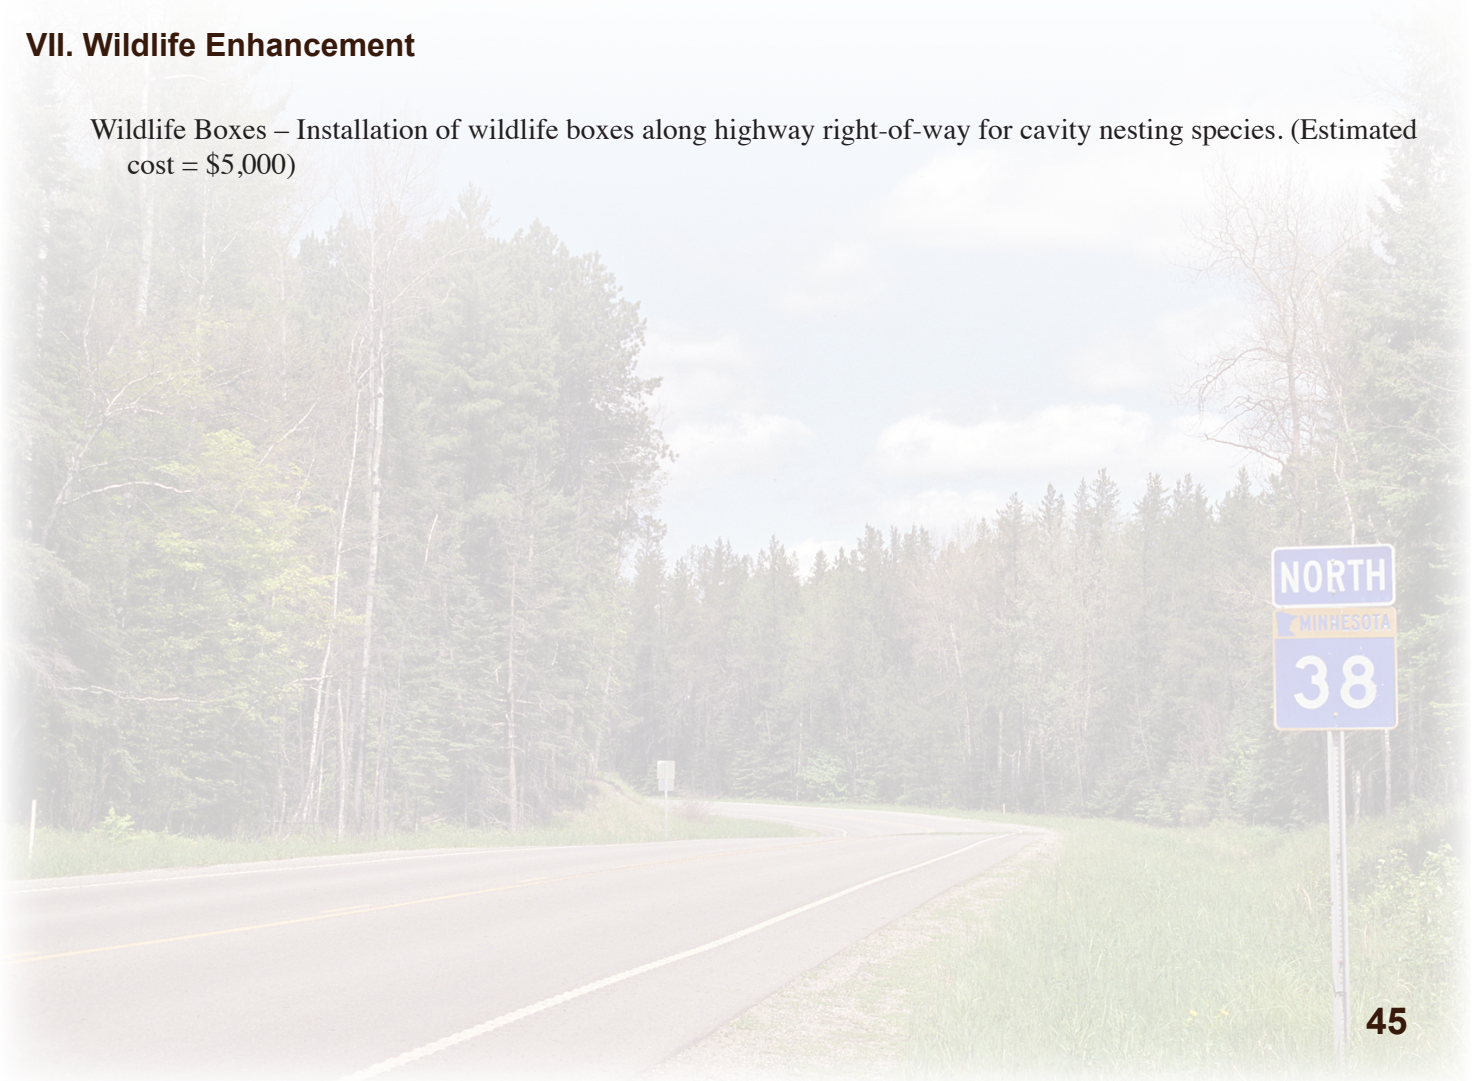 VII. Wildlife Enhancement
Wildlife Boxes – Installation of wildlife boxes along highway right-of-way for cavity nesting species. (Estimated
cost = $5,000)
NORTH
MINNESOTA
38
45